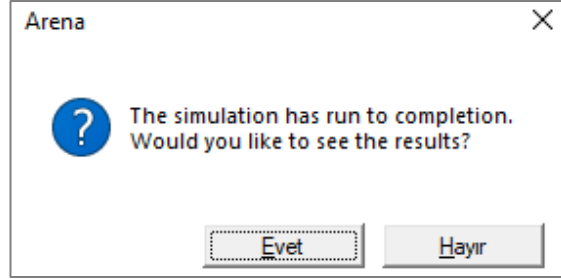 Arena
The simulation has run to completion.
Would you like to see the results?
Evet
Hayır